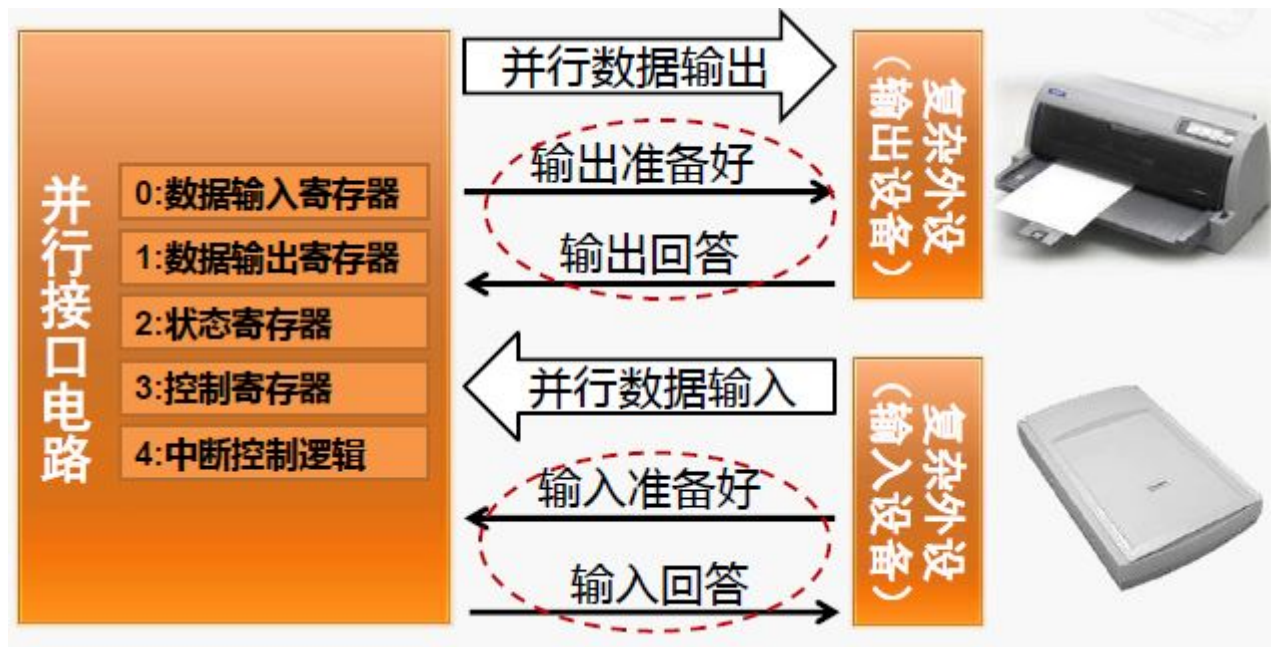 并行接口电路
0:数据输入寄存器
1:数据输出寄存器
2:状态寄存器
3:控制寄存器
4:中断控制逻辑
并行数据输出
输出准备好
输出回答
复杂外设
（输出设备）
并行数据输入
输入准备好
输入回答
复杂外设
（输入设备）